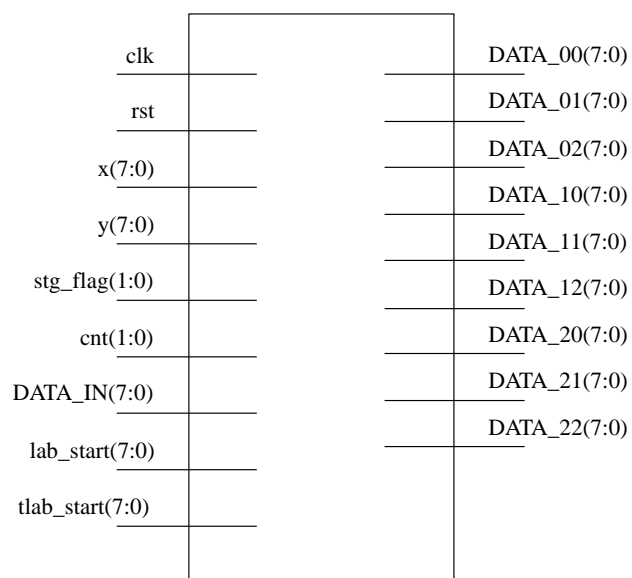 clk
rst
x(7:0)
y(7:0)
stg_flag(1:0)
cnt(1:0)
DATA_IN(7:0)
lab_start(7:0)
tlab_start(7:0)
DATA_00(7:0)
DATA_01(7:0)
DATA_02(7:0)
DATA_10(7:0)
DATA_11(7:0)
DATA_12(7:0)
DATA_20(7:0)
DATA_21(7:0)
DATA_22(7:0)